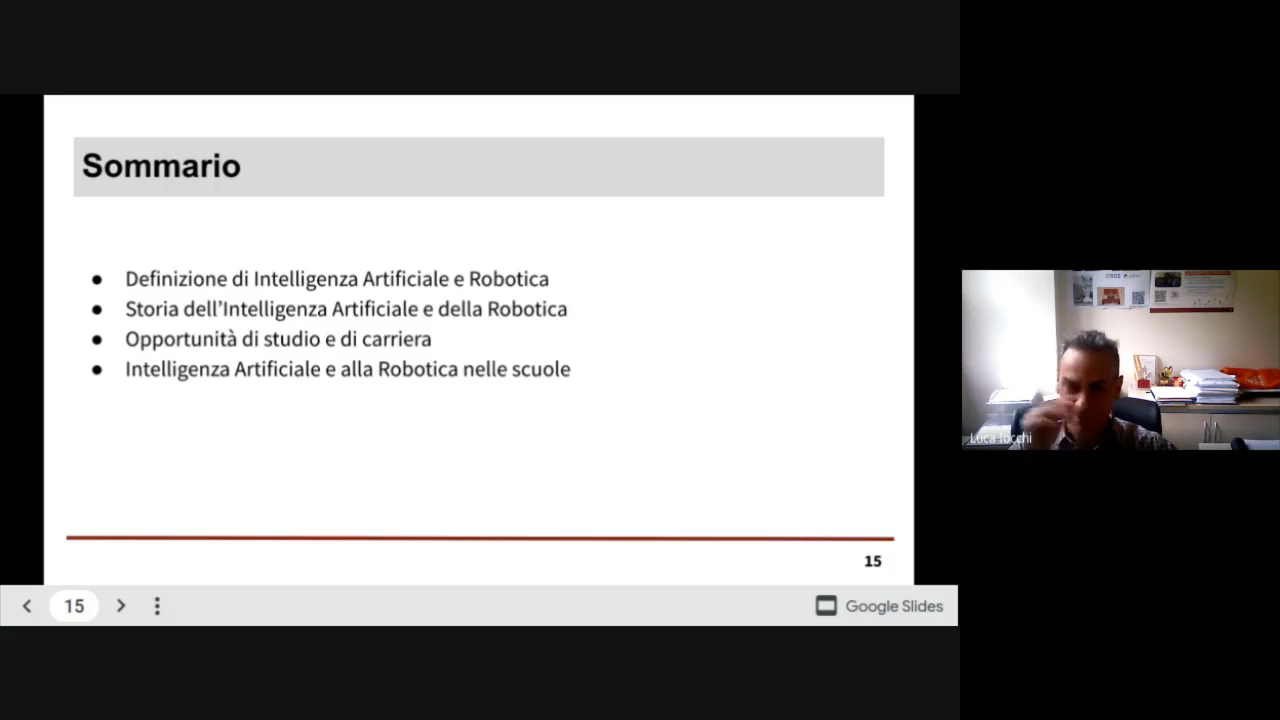 Sommario
● Definizione di Intelligenza Artificiale e Robotica
● Storia dell’Intelligenza Artificiale e della Robotica
● Opportunità di studio e di carriera
● Intelligenza Artificiale e alla Robotica nelle scuole
15
15
Google Slides
Luca Iocchi